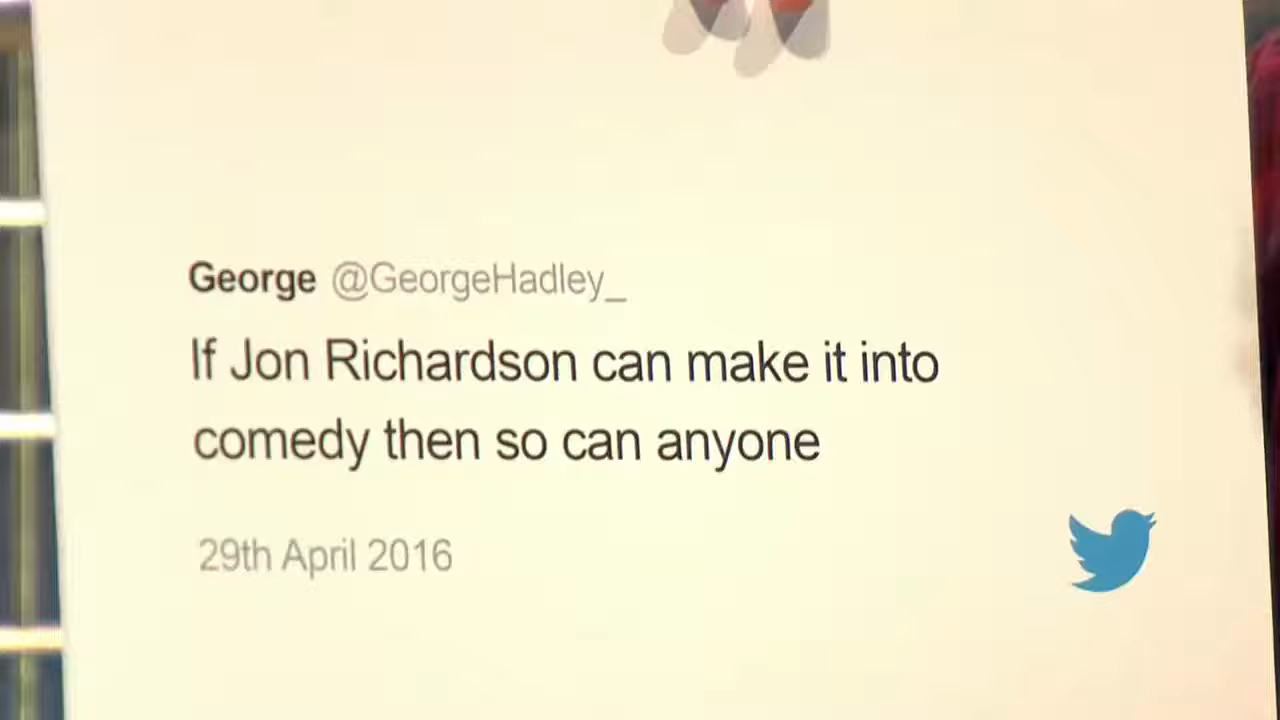 George @GeorgeHadley_
If Jon Richardson can make it into
comedy then so can anyone
29th April 2016